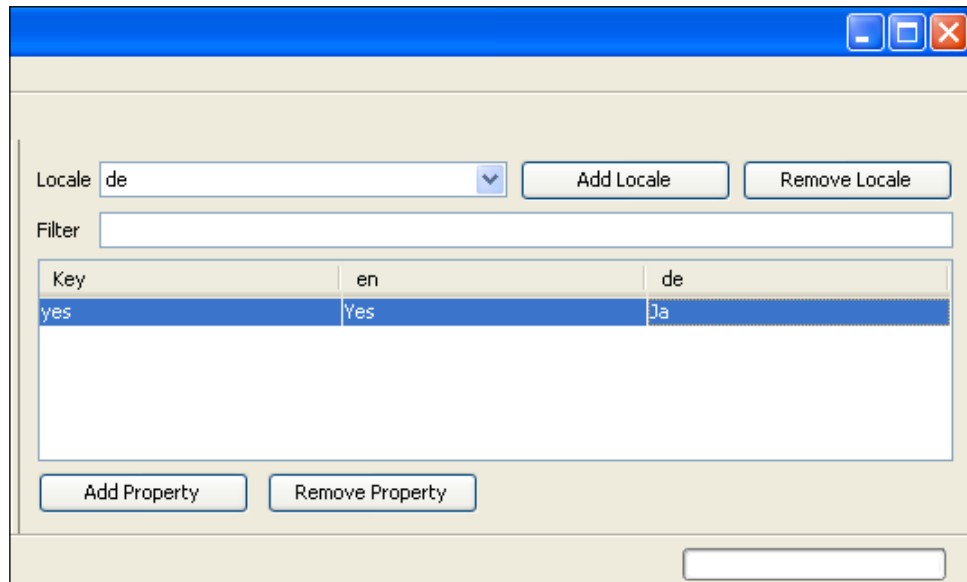 Locale de Add Locale Remove Locale
Filter
Key en de
yes Yes Ja
Add Property Remove Property